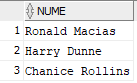 NUME
1 Ronald Macias
2 Harry Dunne
3 Chanice Rollins